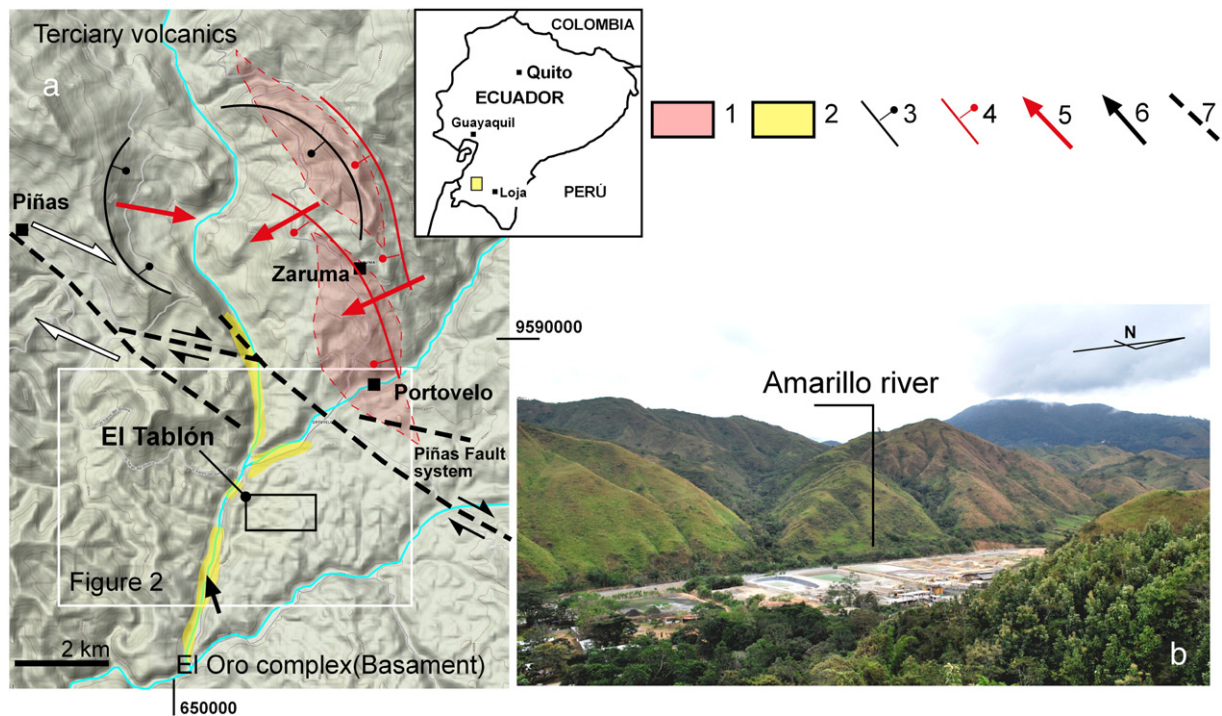 Terciary volcanics
a
Piñas
Zaruma
Portovelo
El Tablón
Piñas Fault
system
Figure 2
2 km
El Oro complex(Basament)
650000
9590000
COLOMBIA
Quito
ECUADOR
Guayaquil
Loja
PERÚ
1
2
3
4
5
6
7
N
Amarillo river
b